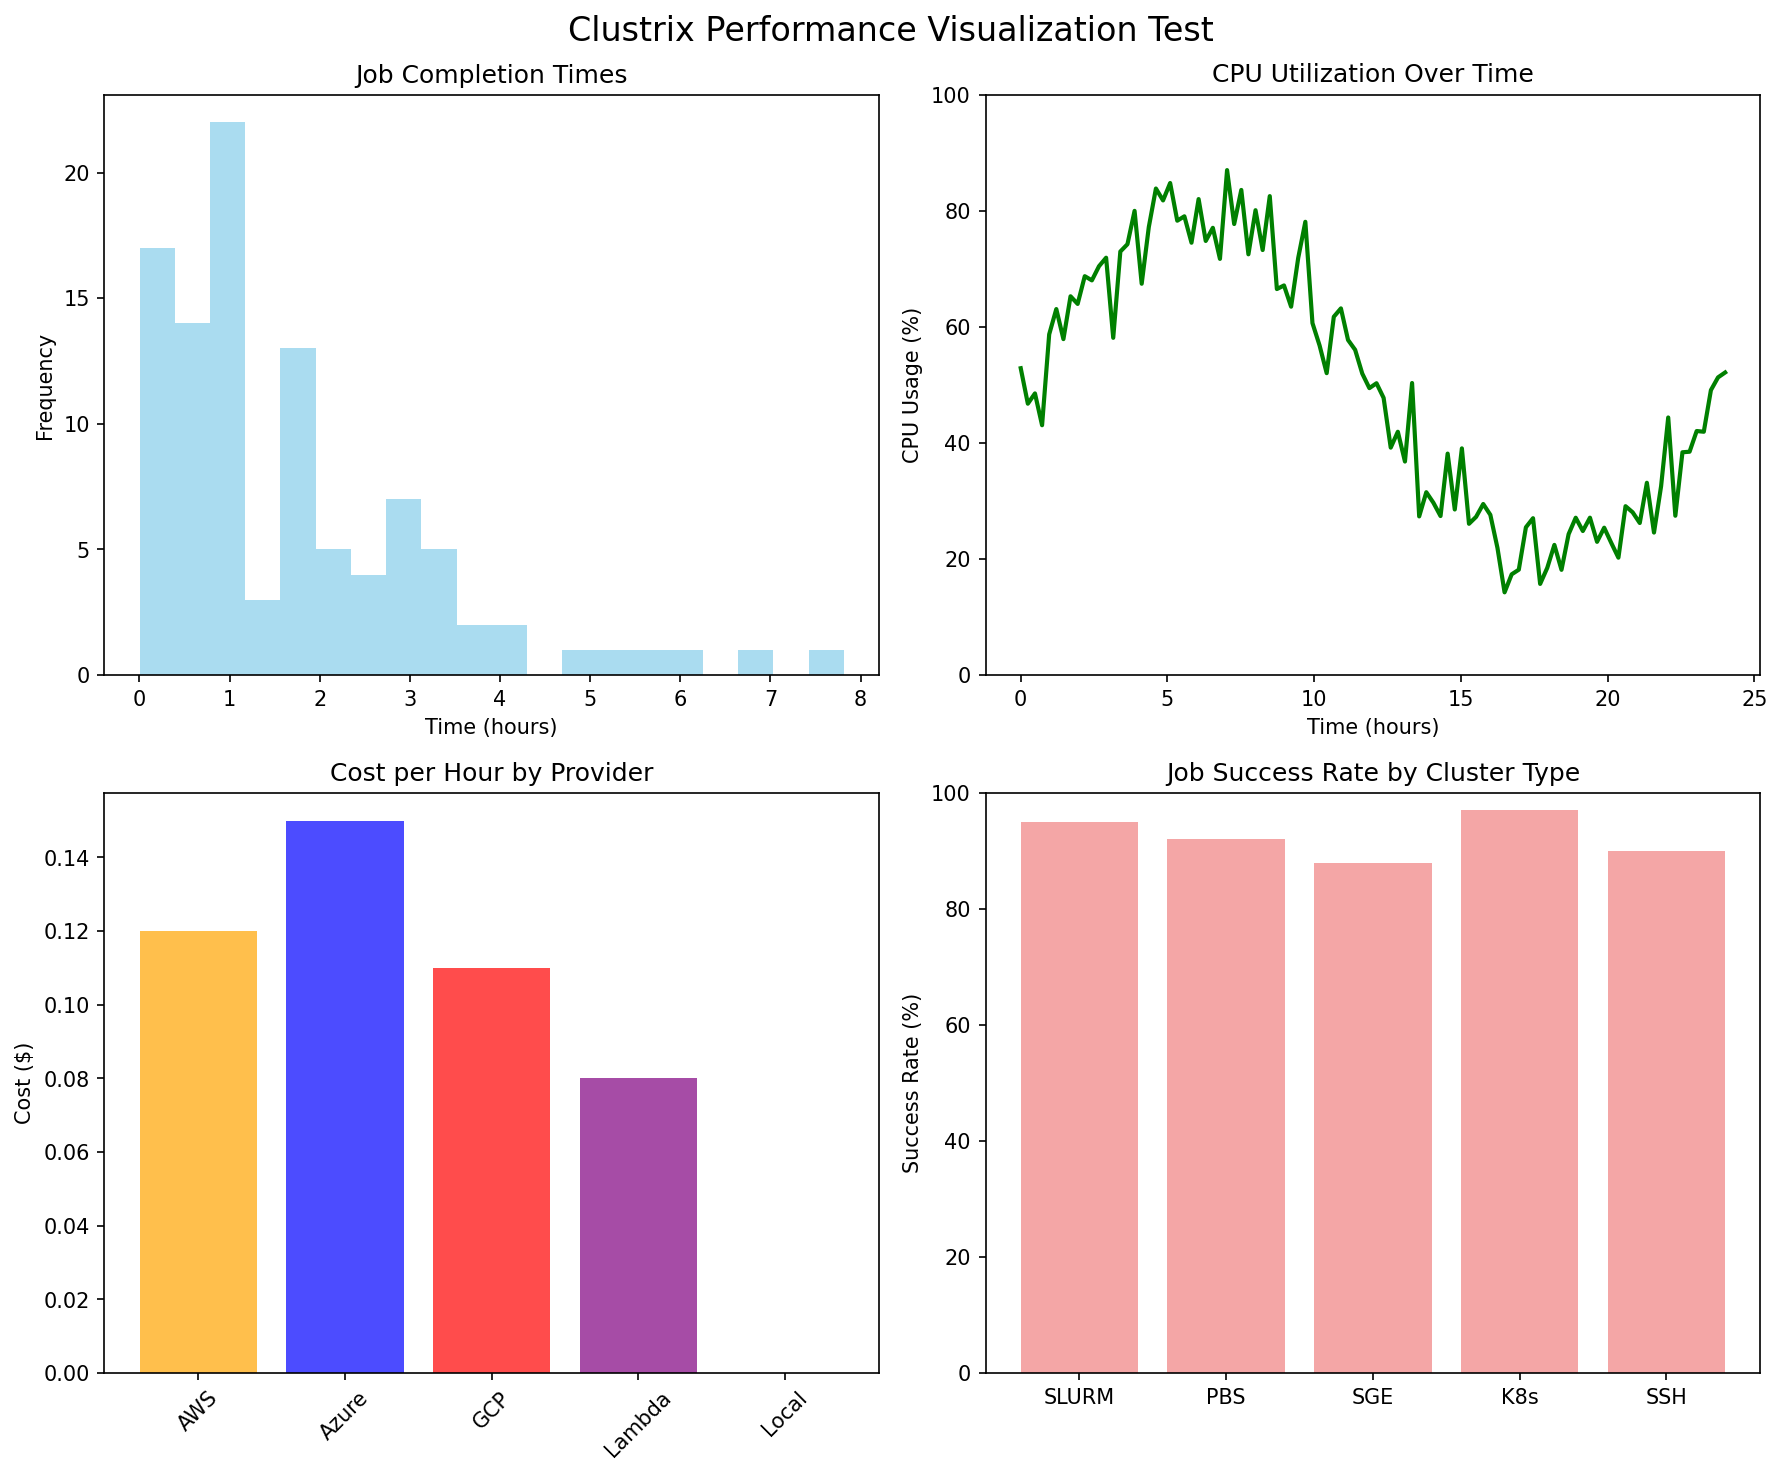 Clustrix Performance Visualization Test
Job Completion Times
20
15
10
5
0
Frequency
0 1 2 3 4 5 6 7 8
Time (hours)
CPU Utilization Over Time
100
80
60
40
20
0
CPU Usage (%)
0 5 10 15 20 25
Time (hours)
Cost per Hour by Provider
0.14
0.12
0.10
0.08
0.06
0.04
0.02
0.00
Cost ($)
AWS Azure GCP Lambda Local
Job Success Rate by Cluster Type
100
80
60
40
20
0
Success Rate (%)
SLURM PBS SGE K8s SSH